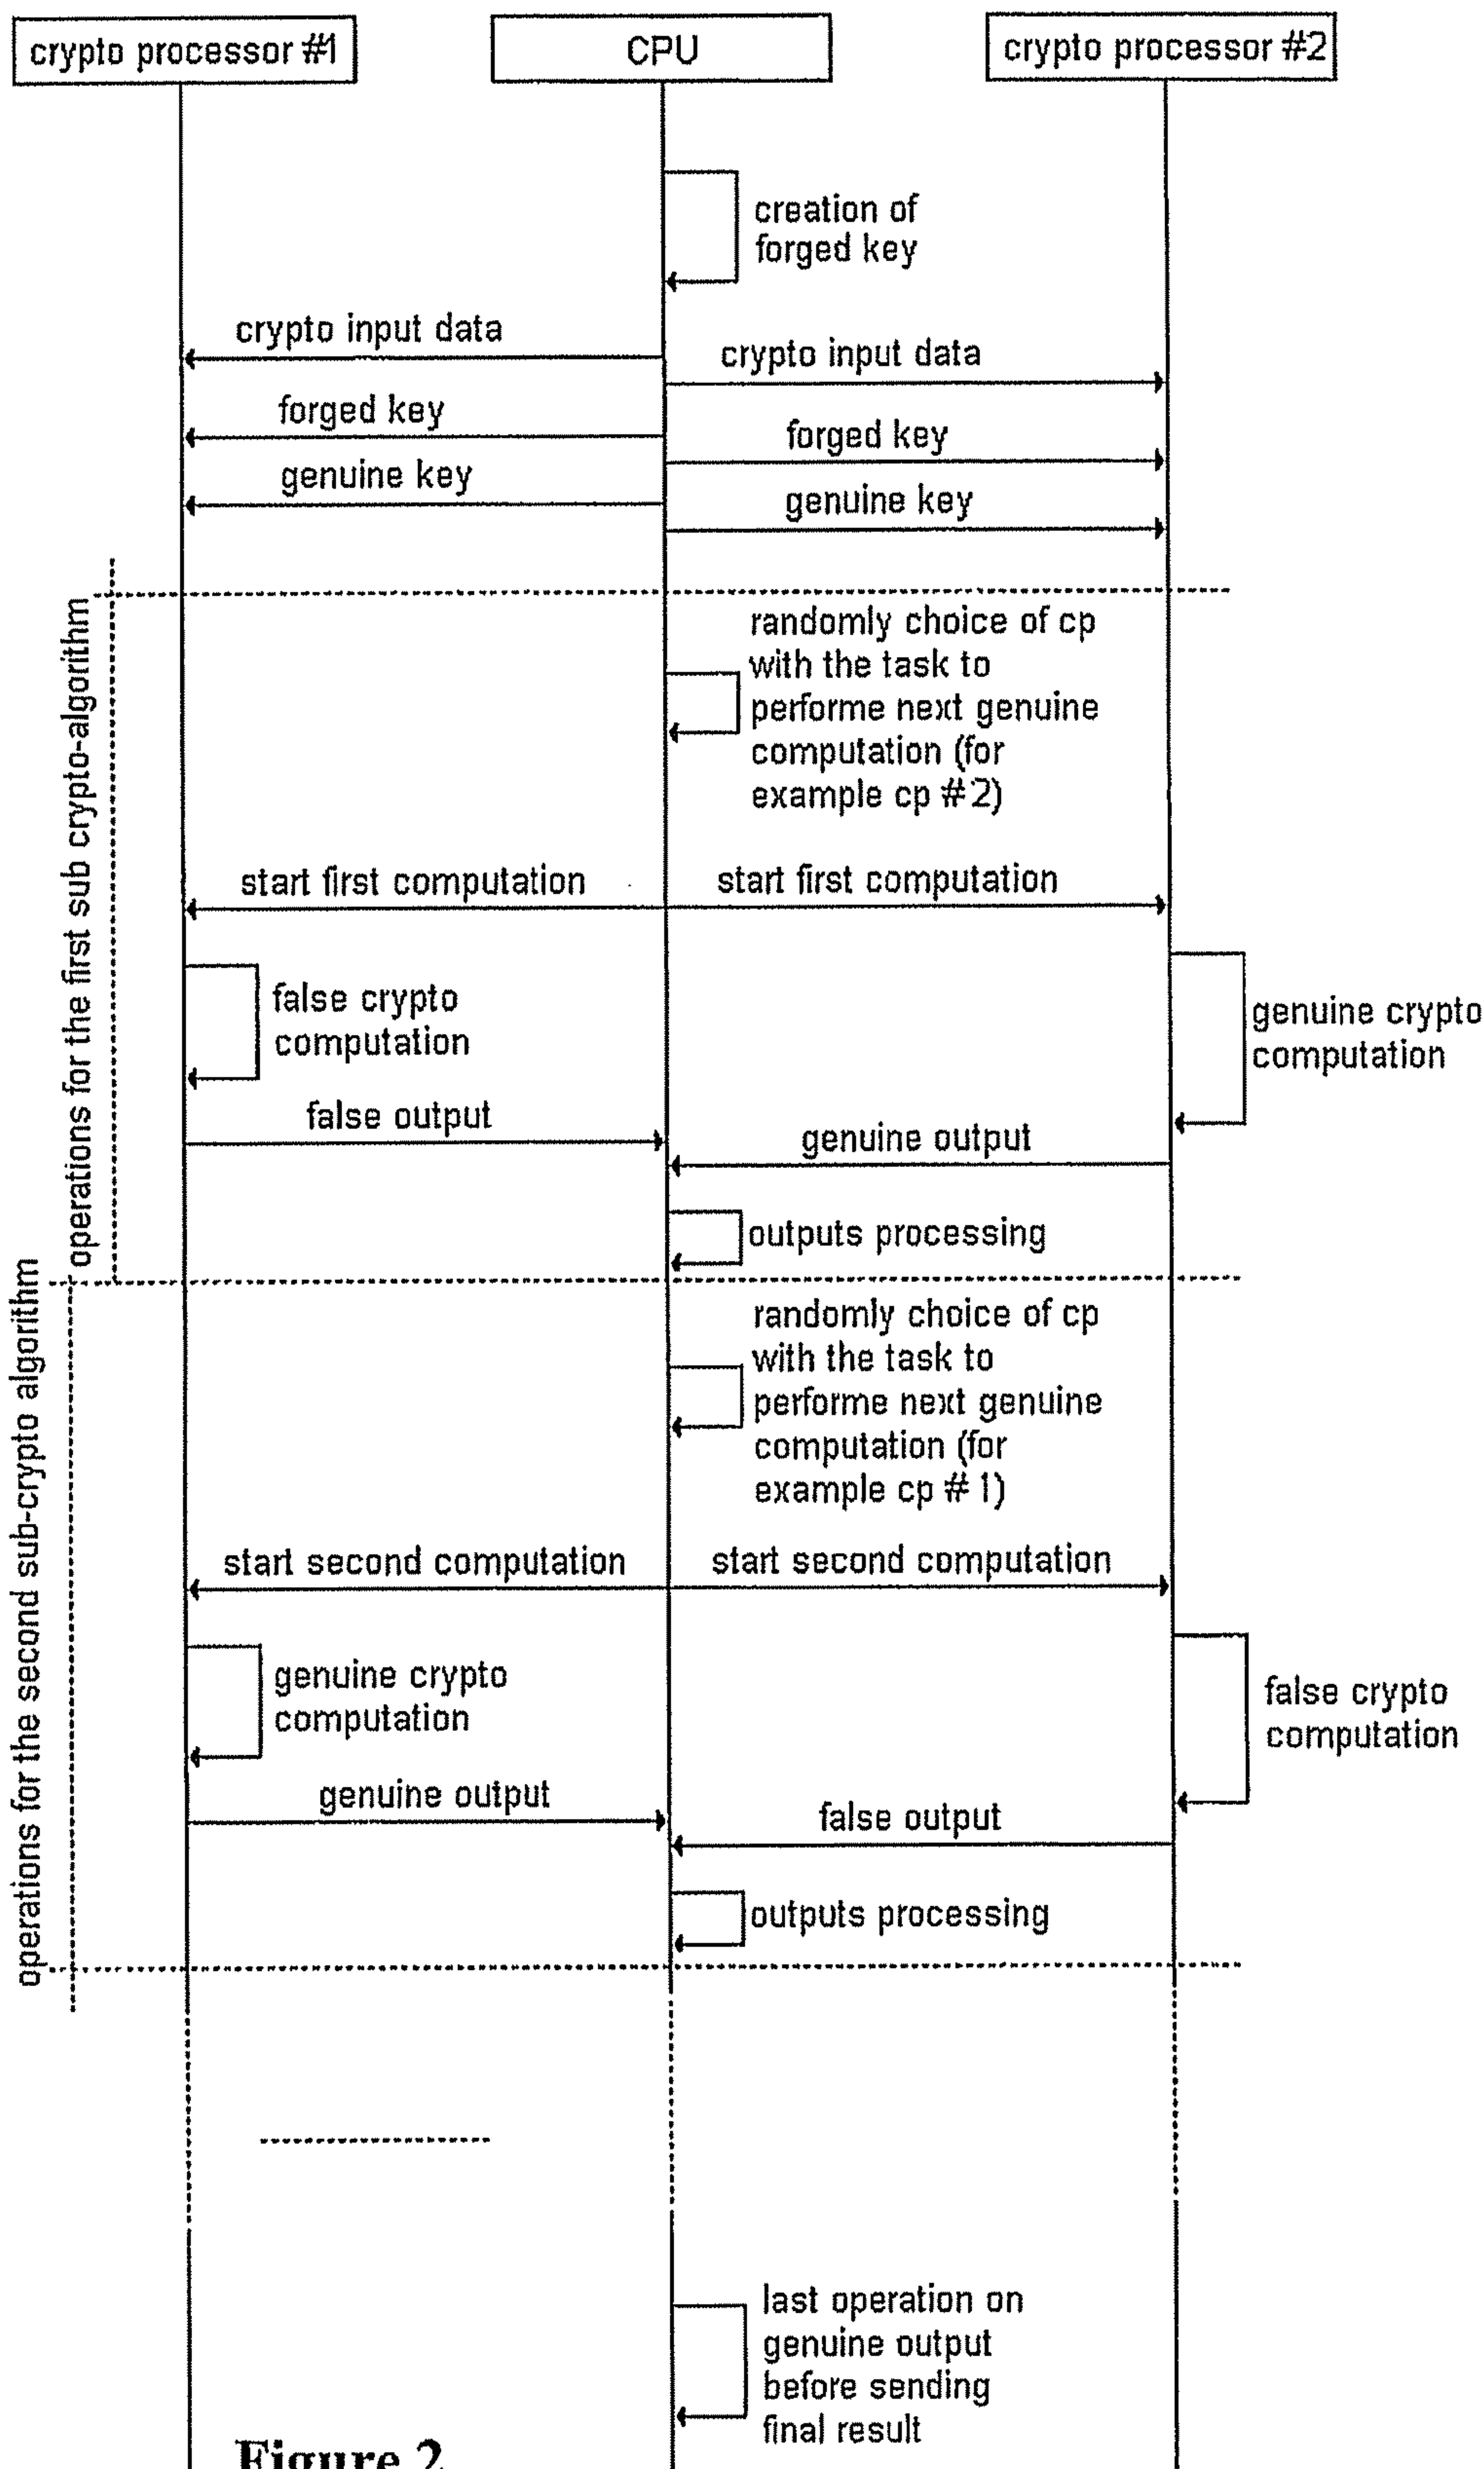 crypto processor #1
CPU
crypto processor #2
creation of
forged key
crypto input data
crypto input data
forged key
forged key
genuine key
genuine key
operations for the first sub crypto-algorithm
randomly choice of cp
with the task to
performe next genuine
computation (for
example cp #2)
start first computation
start first computation
false crypto
computation
genuine crypto
computation
false output
genuine output
outputs processing
operations for the second sub-crypto algorithm
randomly choice of cp
with the task to
performe next genuine
computation (for
example cp # 1)
start second computation
start second computation
genuine crypto
computation
false crypto
computation
genuine output
false output
outputs processing
last operation on
genuine output
before sending
final result
Figure 2